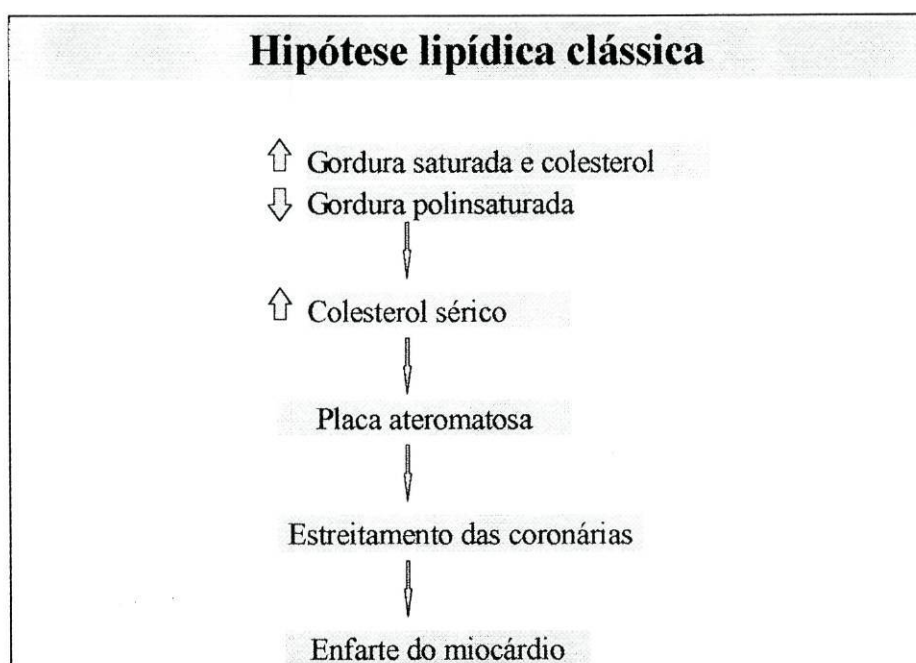 Hipótese lipídica clássica
Gordura saturada e colesterol
Gordura polinsaturada
Colesterol sérico
Placa ateromatosa
Estreitamento das coronárias
Enfarte do miocárdio